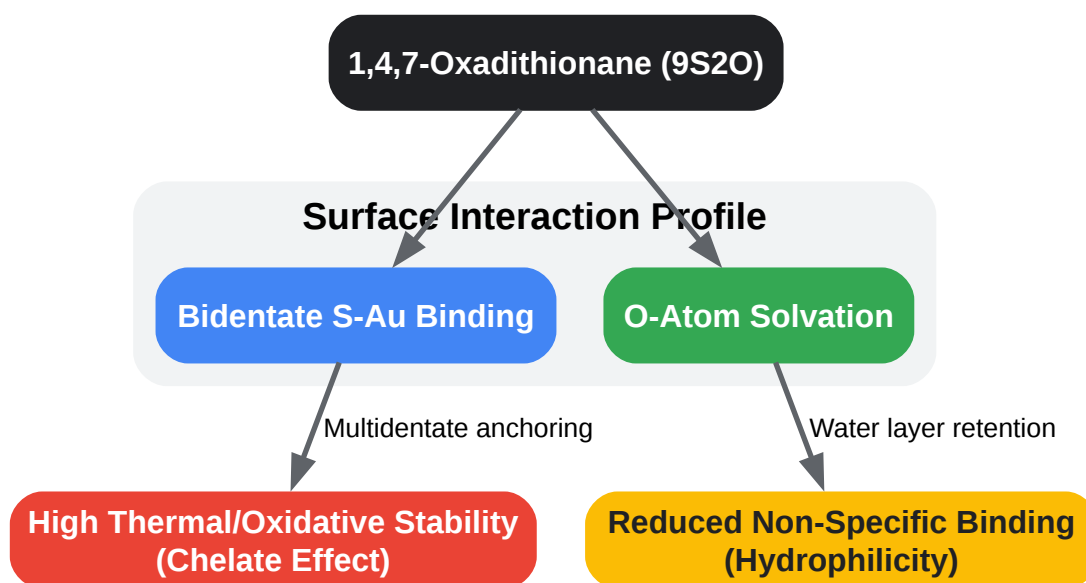 1,4,7-Oxadithionane (9S2O)
Surface Interaction Profile
Bidentate S-Au Binding
O-Atom Solvation
Multidentate anchoring
Water layer retention
High Thermal/Oxidative Stability
(Chelate Effect)
Reduced Non-Specific Binding
(Hydrophilicity)